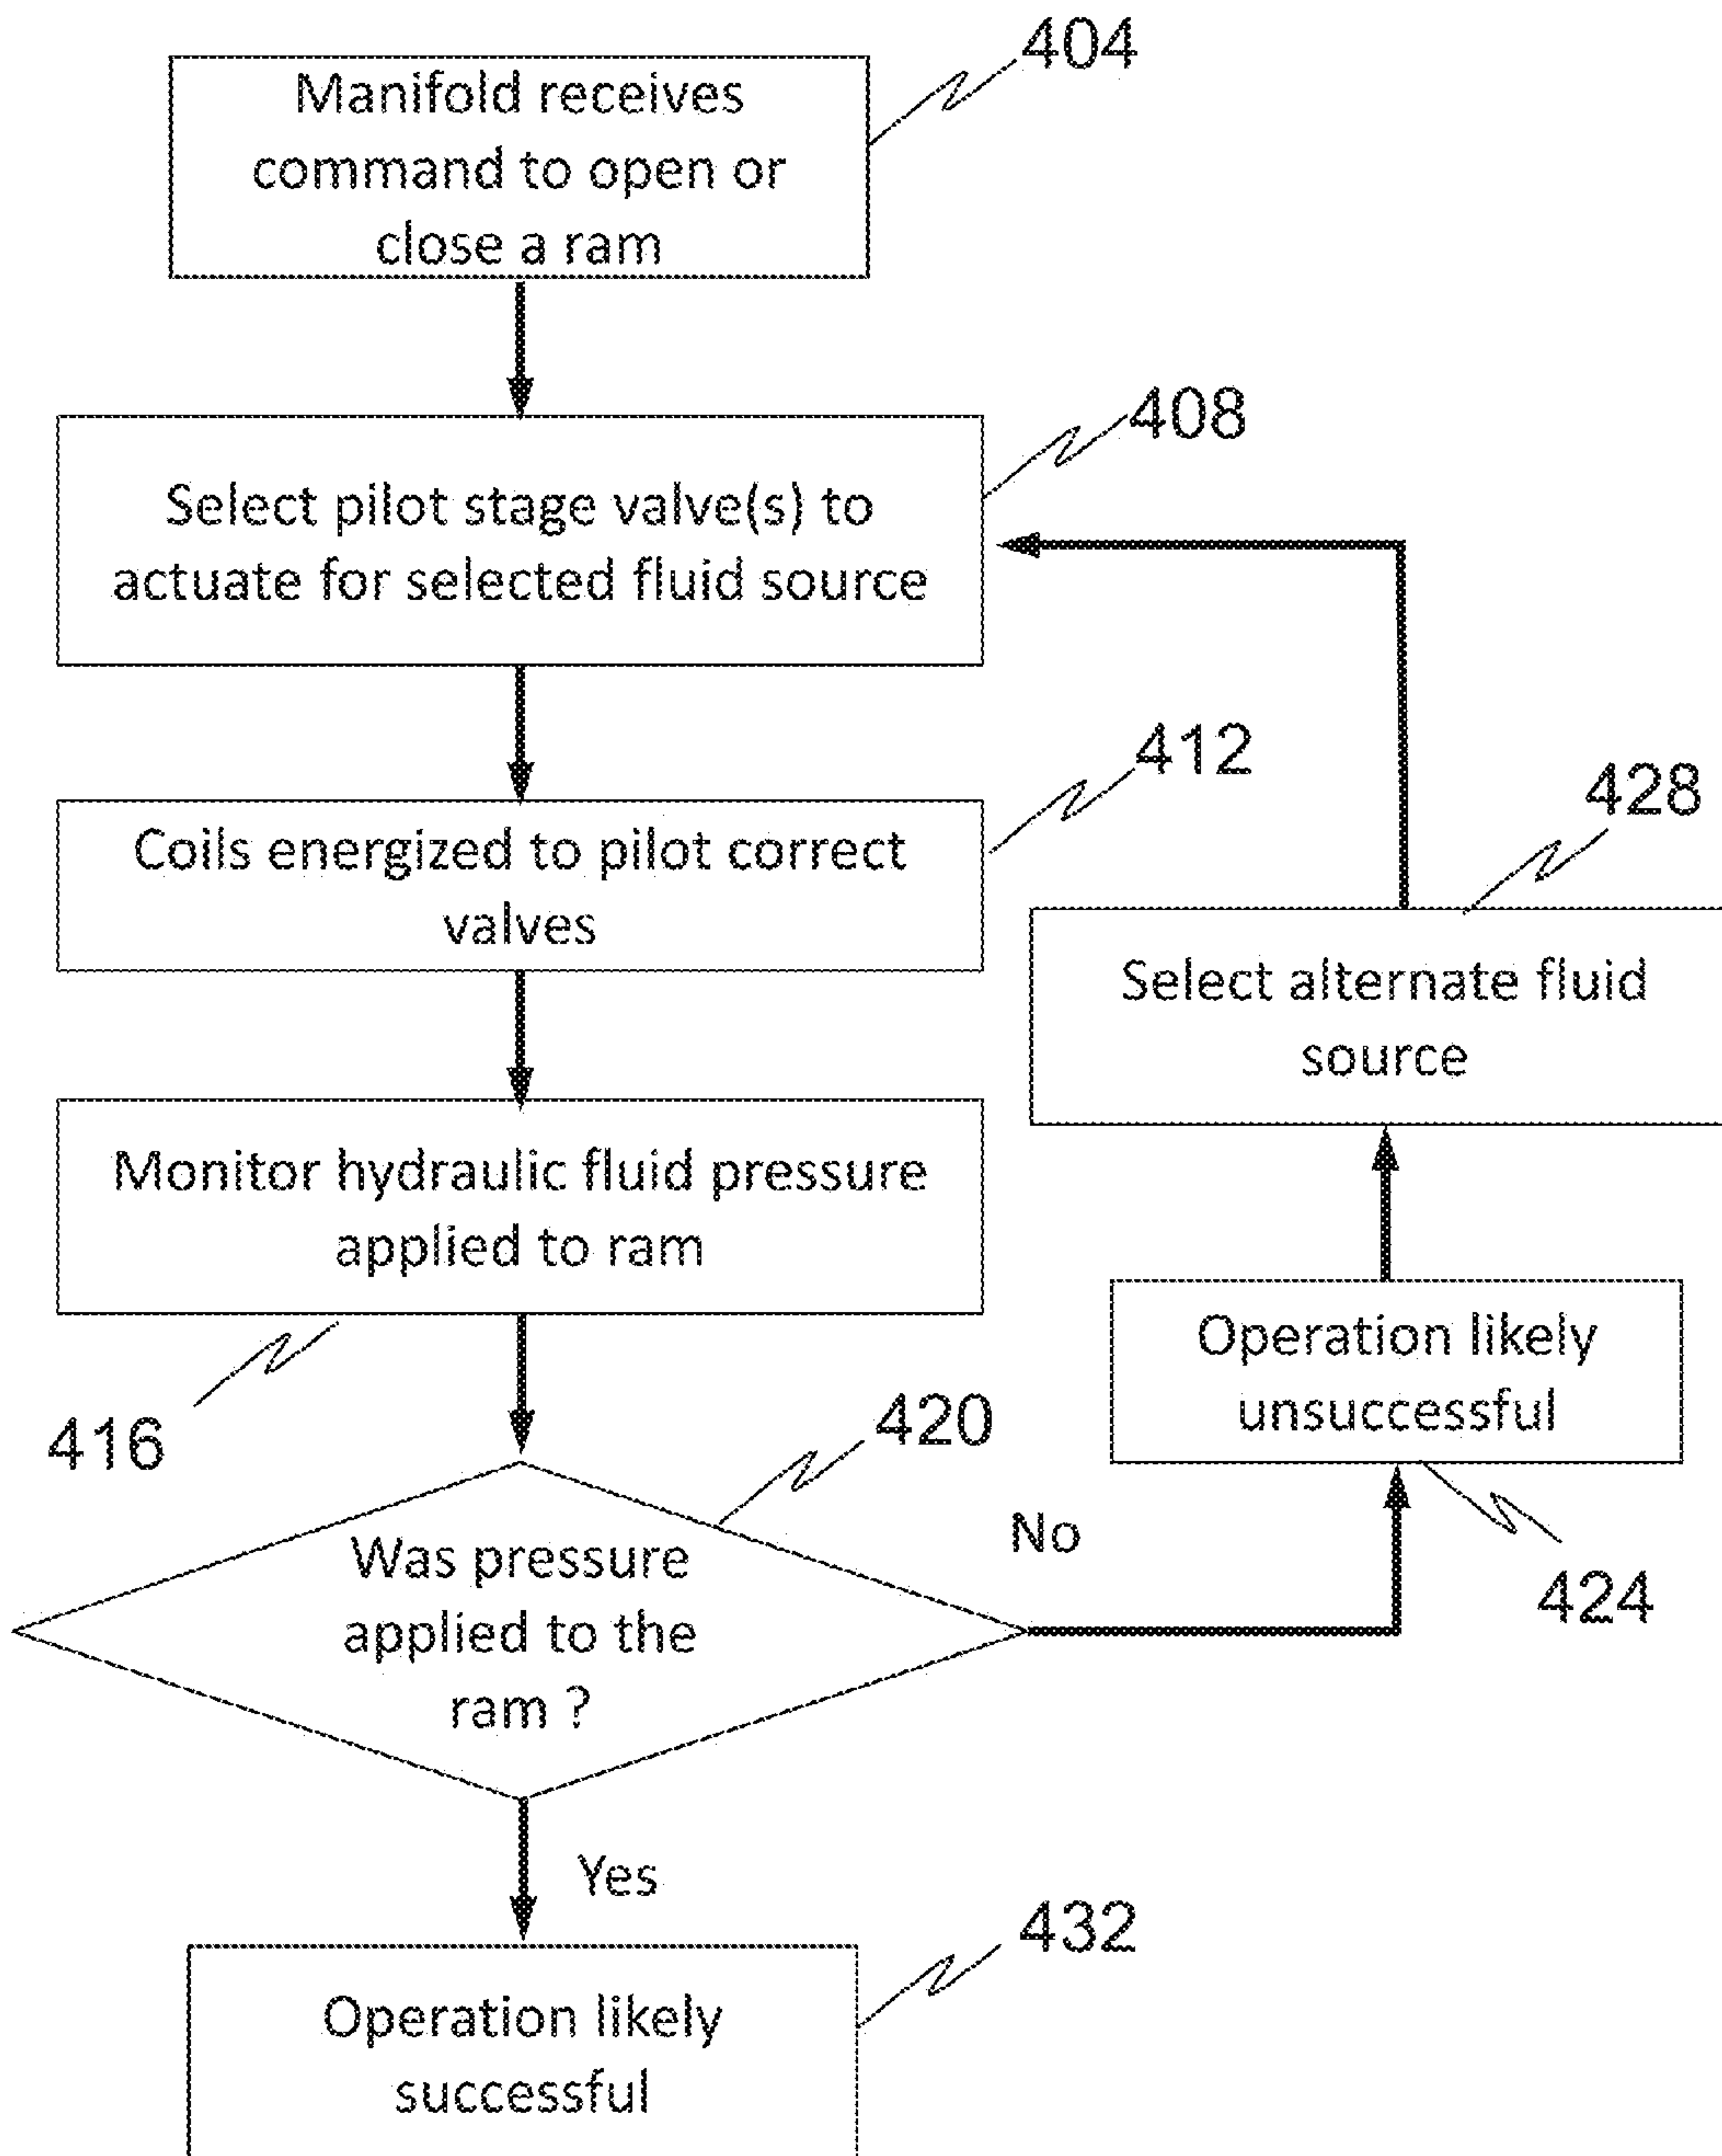 404
Manifold receives
command to open or
close a ram
408
Select pilot stage valve(s) to
actuate for selected fluid source
412
Coils energized to pilot correct
valves
428
Select alternate fluid
source
Monitor hydraulic fluid pressure
applied to ram
416
Operation likely
unsuccessful
424
420
Was pressure
applied to the
ram ?
No
Yes
432
Operation likely
successful